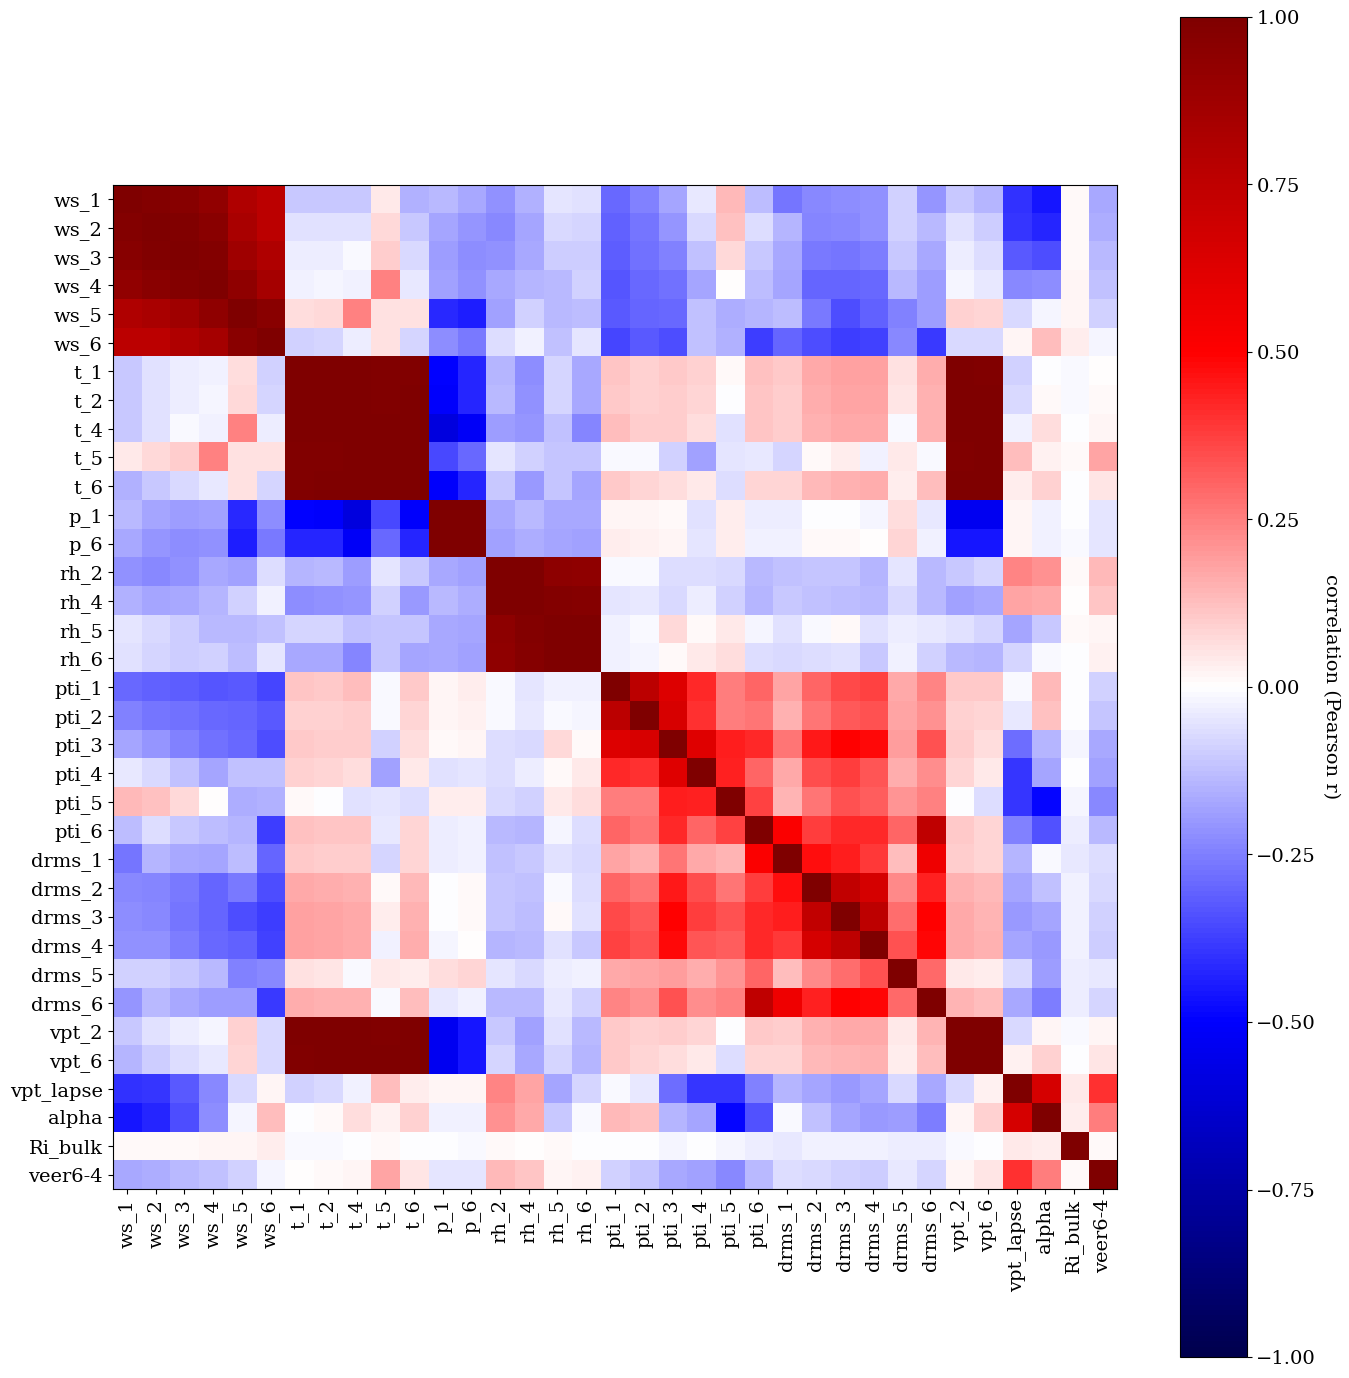 1.00
0.75
0.50
0.25
0.00
−0.25
−0.50
−0.75
−1.00
correlation (Pearson r)
ws_1
ws_2
ws_3
ws_4
ws_5
ws_6
t_1
t_2
t_4
t_5
t_6
p_1
p_6
rh_2
rh_4
rh_5
rh_6
pti_1
pti_2
pti_3
pti_4
pti_5
pti_6
drms_1
drms_2
drms_3
drms_4
drms_5
drms_6
vpt_2
vpt_6
vpt_lapse
alpha
Ri_bulk
veer6-4
ws_1
ws_2
ws_3
ws_4
ws_5
ws_6
t_1
t_2
t_4
t_5
t_6
p_1
p_6
rh_2
rh_4
rh_5
rh_6
pti_1
pti_2
pti_3
pti_4
pti_5
pti_6
drms_1
drms_2
drms_3
drms_4
drms_5
drms_6
vpt_2
vpt_6
vpt_lapse
alpha
Ri_bulk
veer6-4